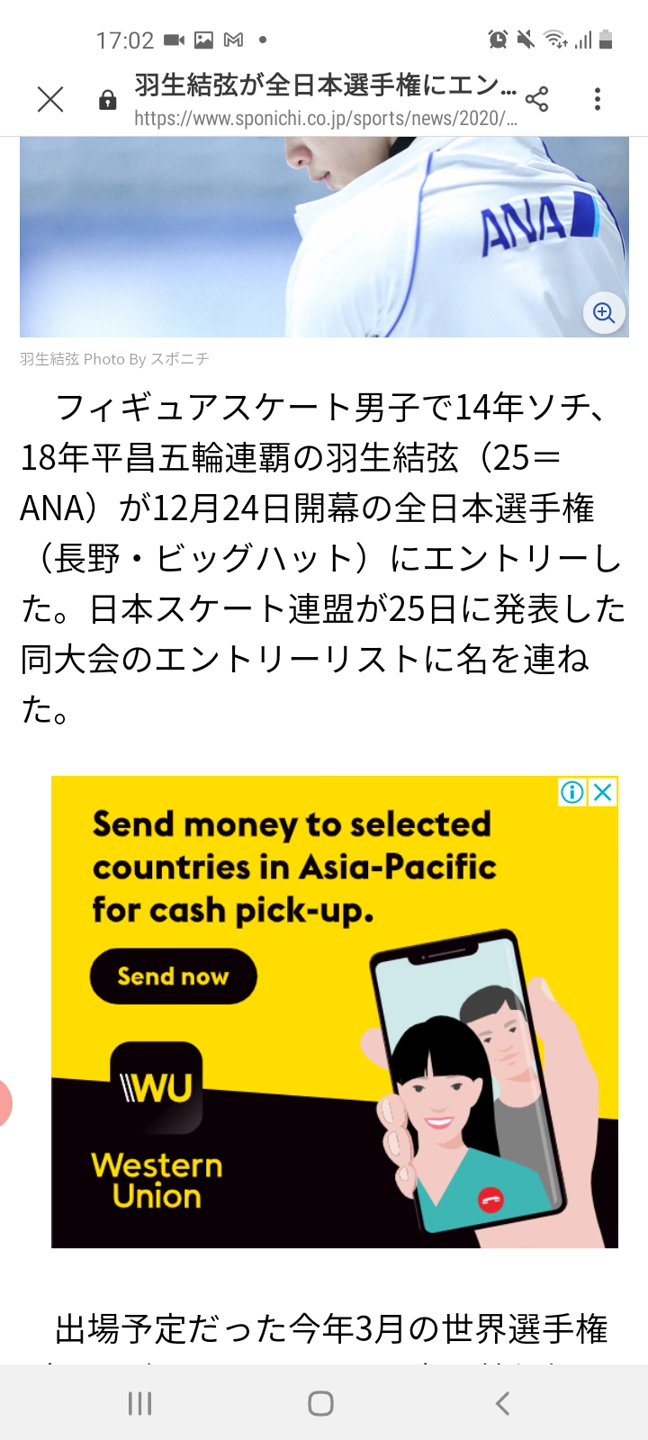 17:02
羽生結弦が全日本選手権にエン...
https://www.sponichi.co.jp/sports/news/2020/...
ANA
羽生結弦 Photo By スポニチ
フィギュアスケート男子で14年ソチ、
18年平昌五輪連覇の羽生結弦（25＝
ANA）が12月24日開幕の全日本選手権
（長野・ビッグハット）にエントリーし
た。日本スケート連盟が25日に発表した
同大会のエントリーリストに名を連ね
た。
Send money to selected
countries in Asia-Pacific
for cash pick-up.
Send now
WU
Western
Union
出場予定だった今年3月の世界選手権